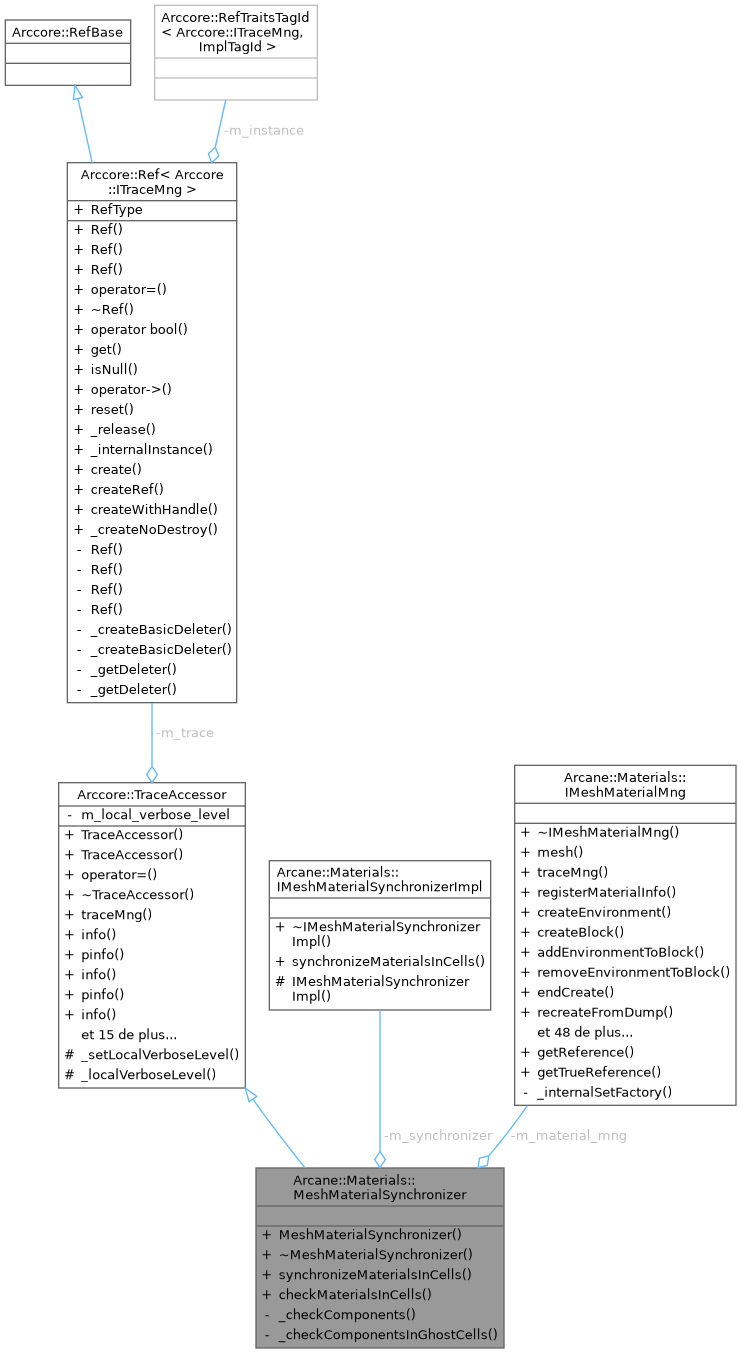 Arccore::RefBase
Arccore::RefTraitsTagId
< Arccore::ITraceMng,
ImplTagId >
-m_instance
Arccore::Ref< Arccore
::ITraceMng >
+ RefType
+ Ref()
+ Ref()
+ Ref()
+ operator=()
+ ~Ref()
+ operator bool()
+ get()
+ isNull()
+ operator->()
+ reset()
+ _release()
+ _internalInstance()
+ create()
+ createRef()
+ createWithHandle()
+ _createNoDestroy()
- Ref()
- Ref()
- Ref()
- Ref()
- _createBasicDeleter()
- _createBasicDeleter()
- _getDeleter()
- _getDeleter()
-m_trace
Arccore::TraceAccessor
- m_local_verbose_level
+ TraceAccessor()
+ TraceAccessor()
+ operator=()
+ ~TraceAccessor()
+ traceMng()
+ info()
+ pinfo()
+ info()
+ pinfo()
+ info()
et 15 de plus...
# _setLocalVerboseLevel()
# _localVerboseLevel()
Arcane::Materials::
IMeshMaterialSynchronizerImpl
+ ~IMeshMaterialSynchronizer
Impl()
+ synchronizeMaterialsInCells()
# IMeshMaterialSynchronizer
Impl()
Arcane::Materials::
IMeshMaterialMng
+ ~IMeshMaterialMng()
+ mesh()
+ traceMng()
+ registerMaterialInfo()
+ createEnvironment()
+ createBlock()
+ addEnvironmentToBlock()
+ removeEnvironmentToBlock()
+ endCreate()
+ recreateFromDump()
et 48 de plus...
+ getReference()
+ getTrueReference()
- _internalSetFactory()
-m_synchronizer
-m_material_mng
Arcane::Materials::
MeshMaterialSynchronizer
+ MeshMaterialSynchronizer()
+ ~MeshMaterialSynchronizer()
+ synchronizeMaterialsInCells()
+ checkMaterialsInCells()
- _checkComponents()
- _checkComponentsInGhostCells()